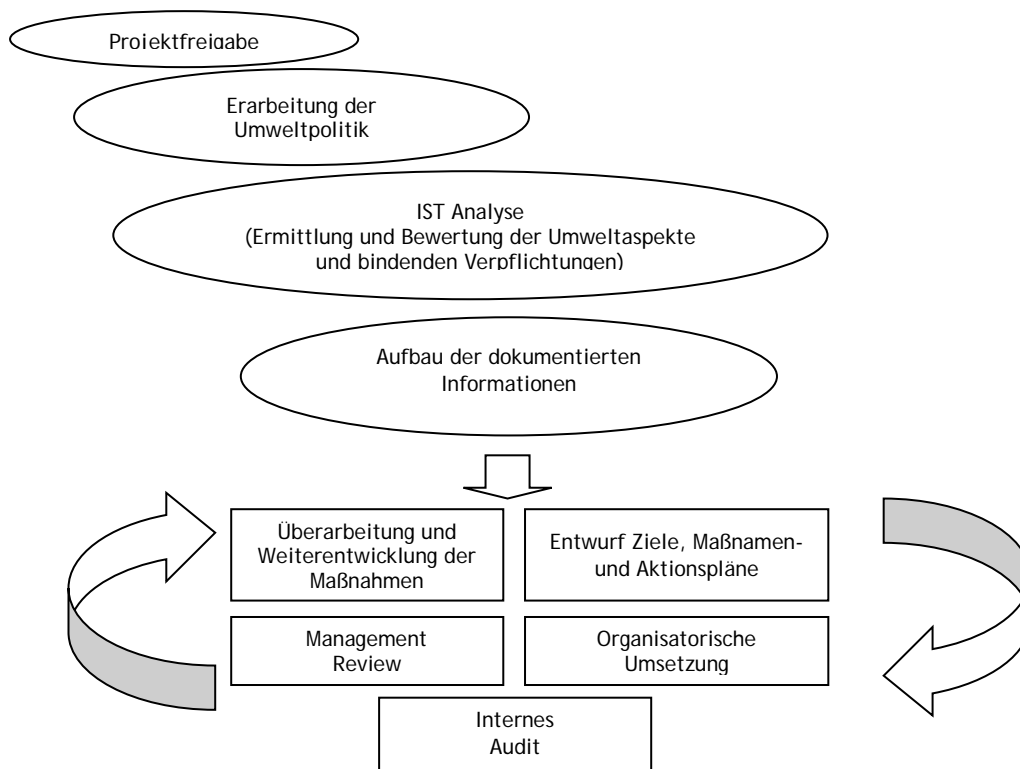 Projektfreigabe
Erarbeitung der
Umweltpolitik
IST Analyse
(Ermittlung und Bewertung der Umweltaspekte
und bindenden Verpflichtungen)
Aufbau der dokumentierten
Informationen
Überarbeitung und
Weiterentwicklung der
Maßnahmen
Entwurf Ziele, Maßnamen-
und Aktionspläne
Management
Review
Organisatorische
Umsetzung
Internes
Audit